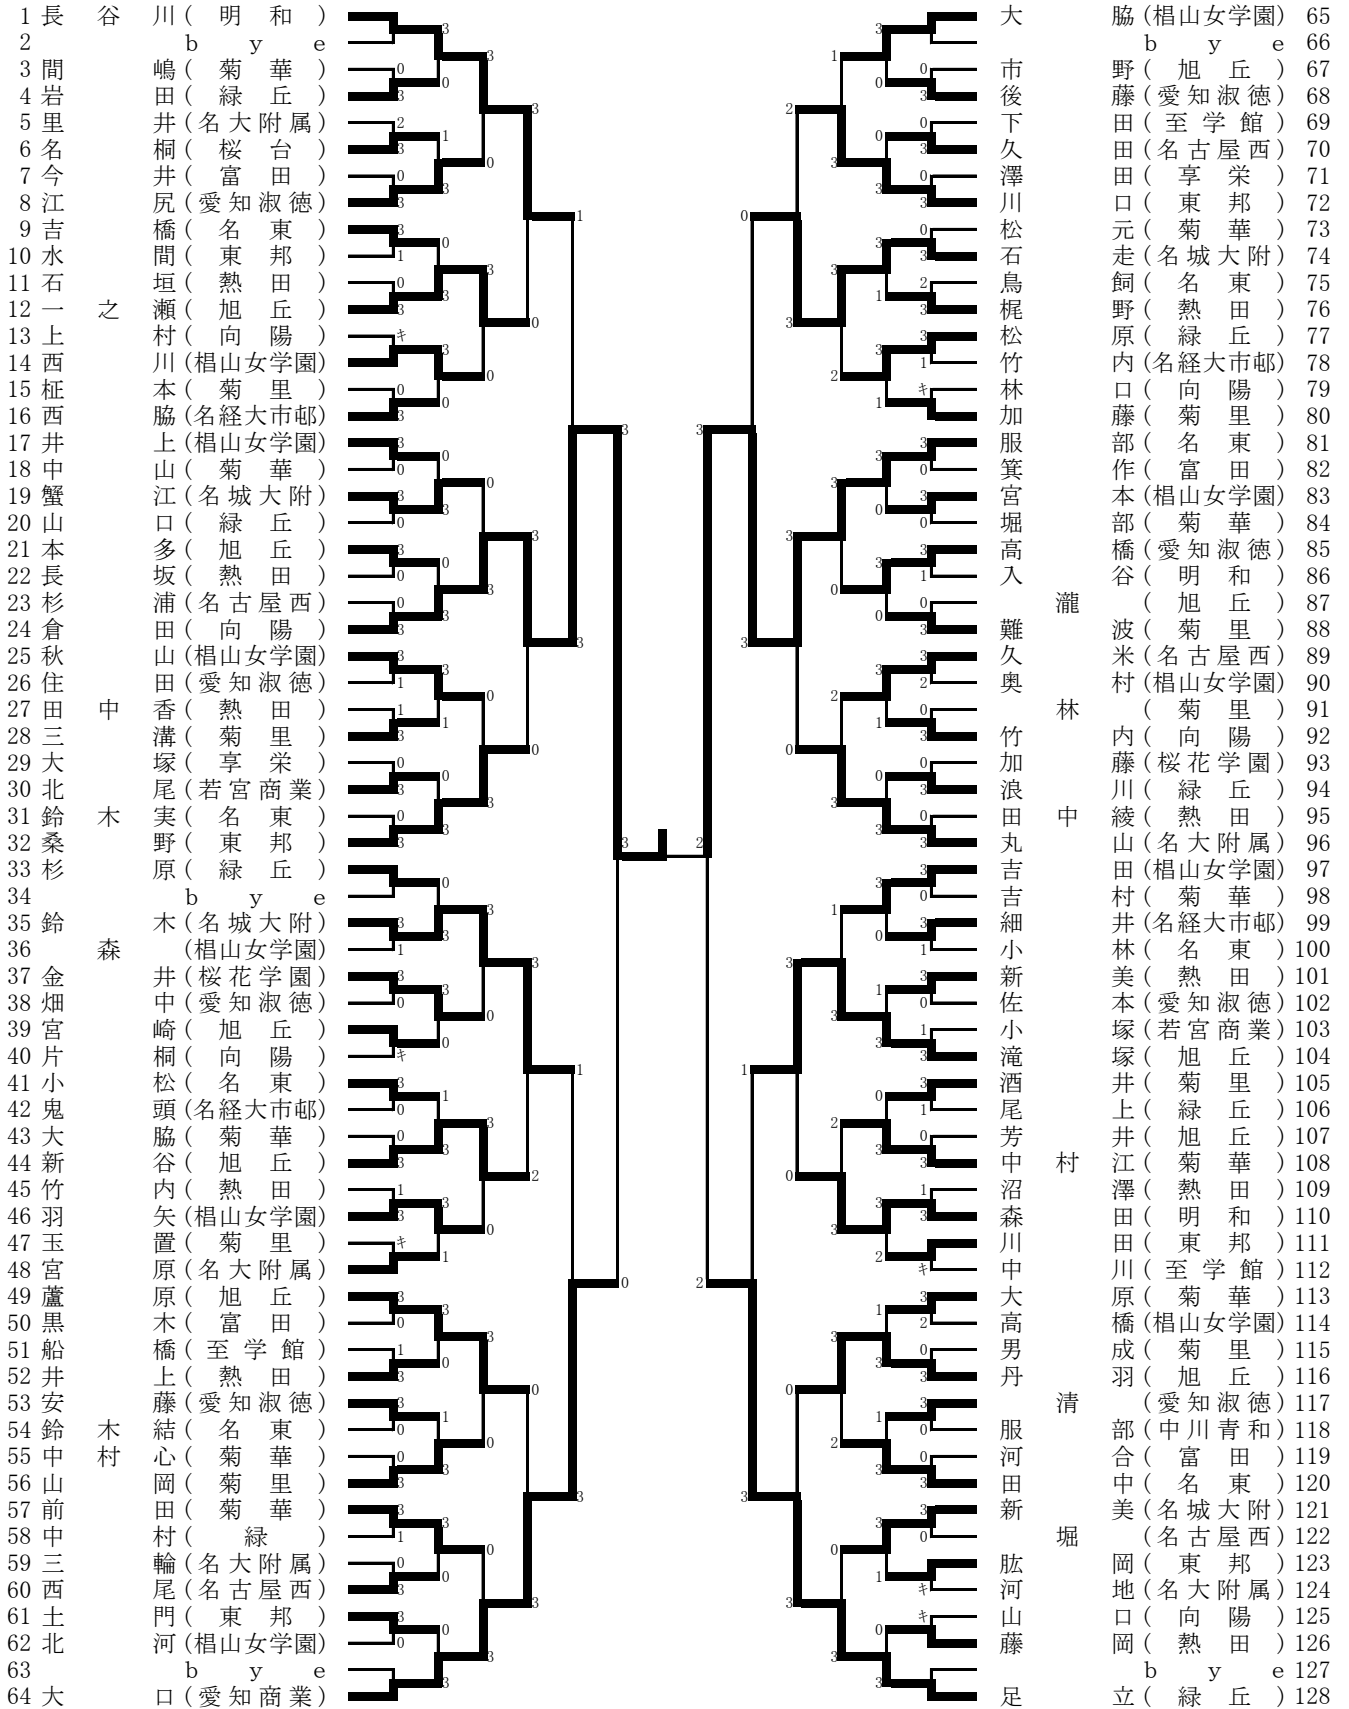 1 長谷川(明和)
2 bye
3 間嶋(菊華)
4 岩田(緑丘)
5 里井(名大附属)
6 名桐(桜台)
7 今井(富田)
8 江尻(愛知淑徳)
9 吉橋(名東)
10 水間(東邦)
11 石垣(熱田)
12 一之瀬(旭丘)
13 上村(向陽)
14 西川(椙山女学園)
15 柾本(菊里)
16 西脇(名経大市邨)
17 井上(椙山女学園)
18 中山(菊華)
19 蟹江(名城大附)
20 山口(緑丘)
21 本多(旭丘)
22 長坂(熱田)
23 杉浦(名古屋西)
24 倉田(向陽)
25 秋山(椙山女学園)
26 住田(愛知淑徳)
27 田中香(熱田)
28 三溝(菊里)
29 大塚(享栄)
30 北尾(若宮商業)
31 鈴木実(名東)
32 桑野(東邦)
33 杉原(緑丘)
34 bye
35 鈴木(名城大附)
36 森(椙山女学園)
37 金井(桜花学園)
38 畑中(愛知淑徳)
39 宮崎(旭丘)
40 片桐(向陽)
41 小松(名東)
42 鬼頭(名経大市邨)
43 大脇(菊華)
44 新谷(旭丘)
45 竹内(熱田)
46 羽矢(椙山女学園)
47 玉置(菊里)
48 宮原(名大附属)
49 蘆原(旭丘)
50 黒木(富田)
51 船橋(至学館)
52 井上(熱田)
53 安藤(愛知淑徳)
54 鈴木結(名東)
55 中村心(菊華)
56 山岡(菊里)
57 前田(菊華)
58 中村(緑)
59 三輪(名大附属)
60 西尾(名古屋西)
61 土門(東邦)
62 北河(椙山女学園)
63 bye
64 大口(愛知商業)
大脇(椙山女学園) 65
bye 66
市野(旭丘) 67
後藤(愛知淑徳) 68
下田(至学館) 69
久田(名古屋西) 70
澤田(享栄) 71
川口(東邦) 72
松元(菊華) 73
石走(名城大附) 74
鳥飼(名東) 75
梶野(熱田) 76
松原(緑丘) 77
竹内(名経大市邨) 78
林口(向陽) 79
加藤(菊里) 80
服部(名東) 81
箕作(富田) 82
宮本(椙山女学園) 83
堀部(菊華) 84
高橋(愛知淑徳) 85
入谷(明和) 86
瀧(旭丘) 87
難波(菊里) 88
久米(名古屋西) 89
奥村(椙山女学園) 90
林(菊里) 91
竹内(向陽) 92
加藤(桜花学園) 93
浪川(緑丘) 94
田中綾(熱田) 95
丸山(名大附属) 96
吉田(椙山女学園) 97
吉村(菊華) 98
細井(名経大市邨) 99
小林(名東) 100
新美(熱田) 101
佐本(愛知淑徳) 102
小塚(若宮商業) 103
滝塚(旭丘) 104
酒井(菊里) 105
尾上(緑丘) 106
芳井(旭丘) 107
中村江(菊華) 108
沼澤(熱田) 109
森田(明和) 110
川田(東邦) 111
中川(至学館) 112
大原(菊華) 113
高橋(椙山女学園) 114
男成(菊里) 115
丹羽(旭丘) 116
清(愛知淑徳) 117
服部(中川青和) 118
河合(富田) 119
田中(名東) 120
新美(名城大附) 121
堀(名古屋西) 122
肱岡(東邦) 123
河地(名大附属) 124
山口(向陽) 125
藤岡(熱田) 126
bye 127
足立(緑丘) 128